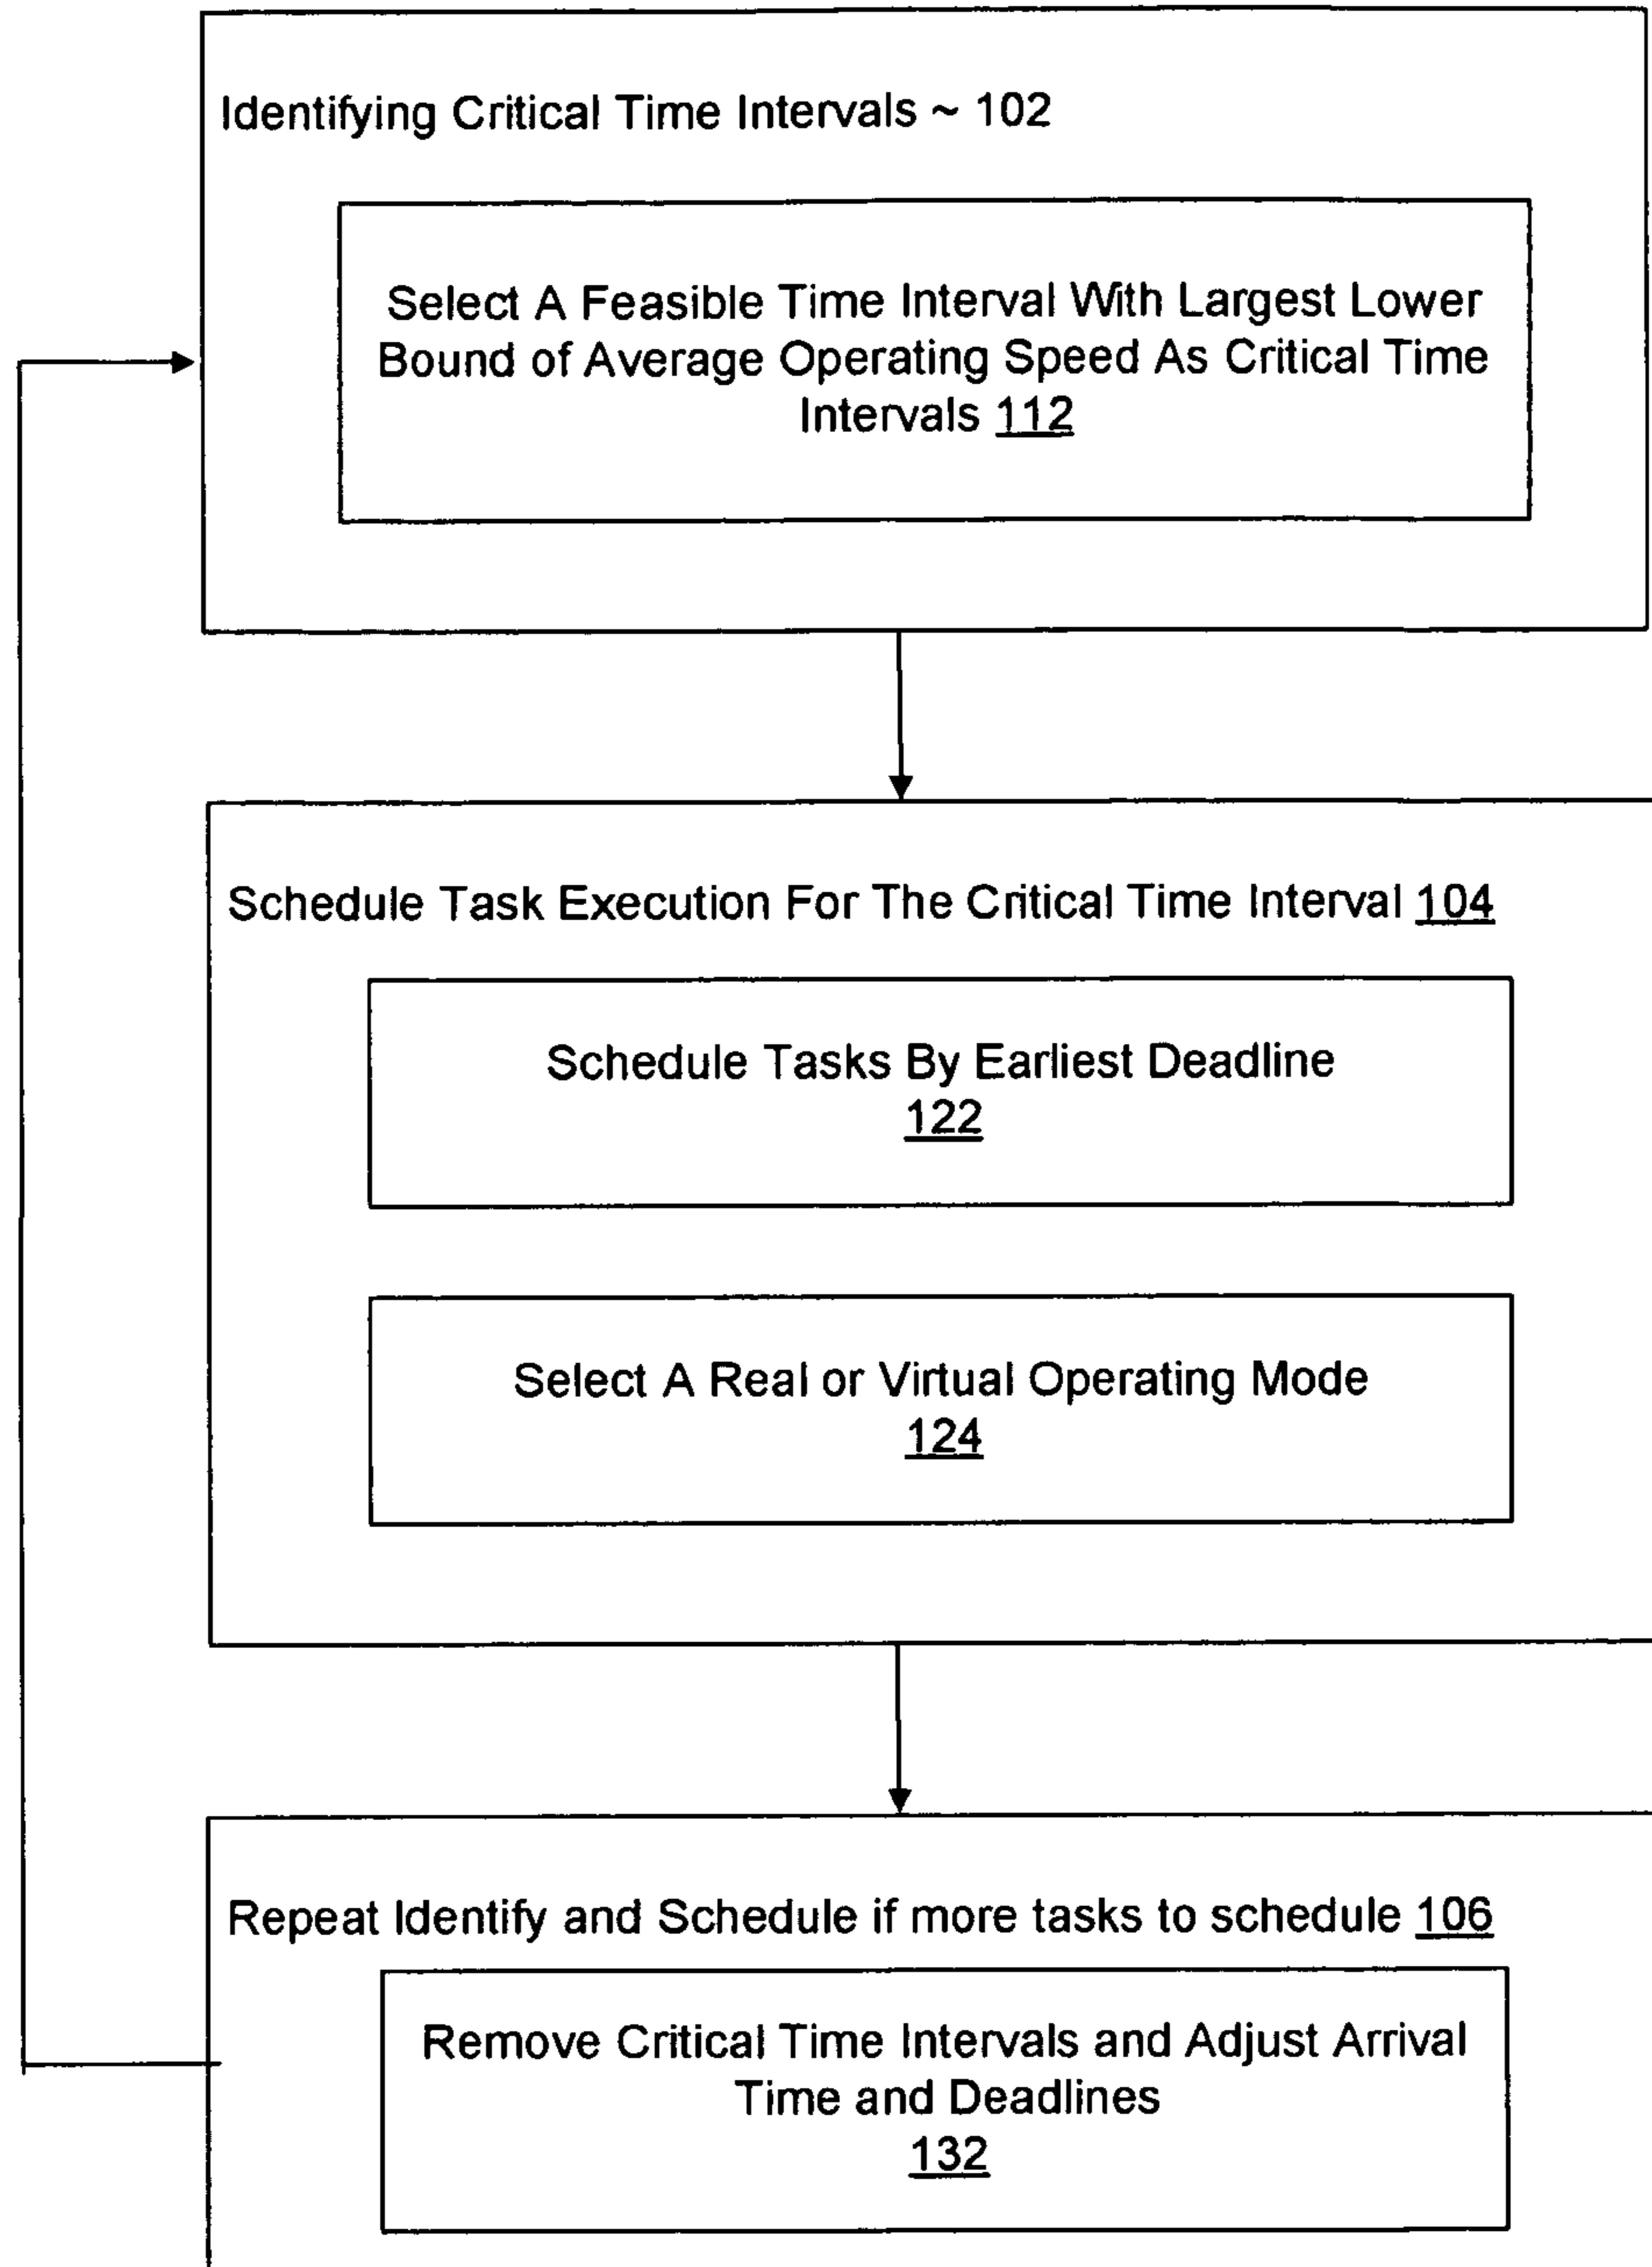 Identifying Critical Time Intervals ~ 102
Select A Feasible Time Interval With Largest Lower
Bound of Average Operating Speed As Critical Time
Intervals 112
Schedule Task Execution For The Critical Time Interval 104
Schedule Tasks By Earliest Deadline
122
Select A Real or Virtual Operating Mode
124
Repeat Identify and Schedule if more tasks to schedule 106
Remove Critical Time Intervals and Adjust Arrival
Time and Deadlines
132